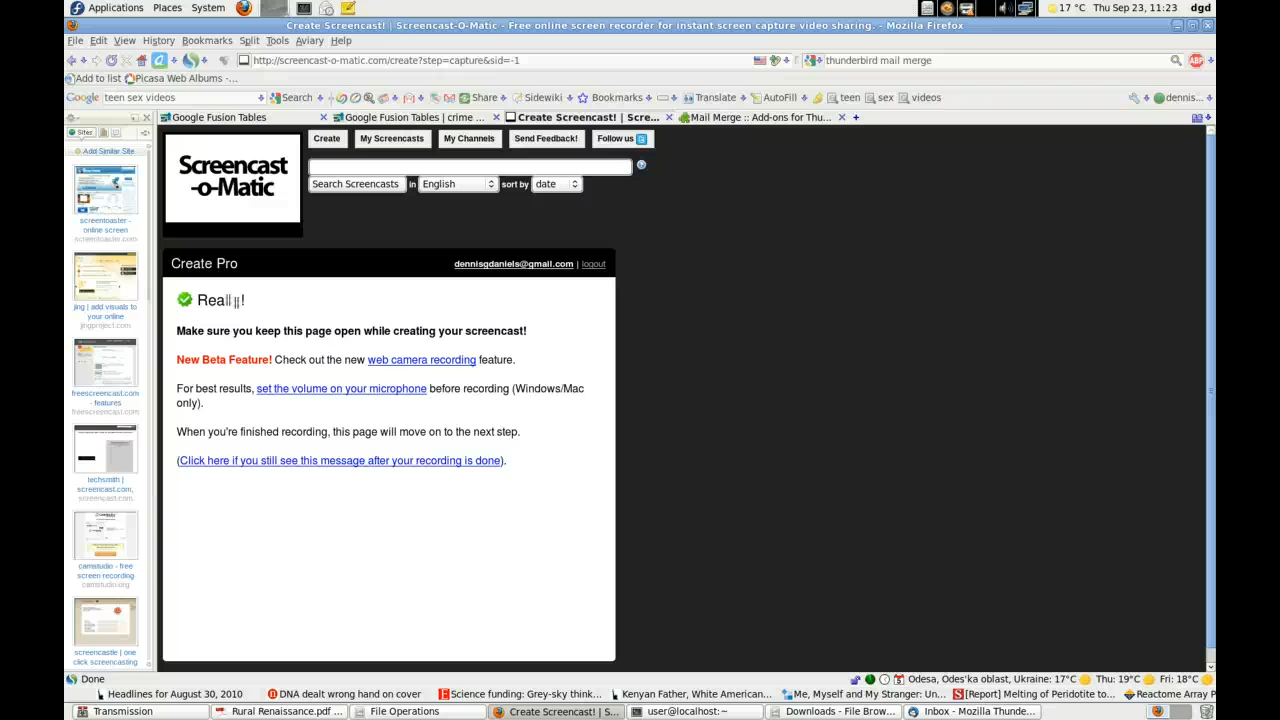 Applications Places System 17 °C Thu Sep 23, 11:23 dgd
Create Screencast! | Screencast-O-Matic - Free online screen recorder for instant screen capture video sharing. - Mozilla Firefox
File Edit View History Bookmarks Split Tools Aviary Help
http://screencast-o-matic.com/create?step=capture&sid=-1 thunderbird mail merge
Add to list Picasa Web Albums -...
Google teen sex videos Search Share Sidewiki Bookmarks Translate AutoFill teen sex videos dennis...
Google Fusion Tables Google Fusion Tables | crime ... Create Screencast! | Scre... Mail Merge :: Add-ons for Thu...
Sites
Add Similar Site
screentoaster -
online screen
screentoaster.com
jing | add visuals to
your online
jingproject.com
freescreencast.com
- features
freescreencast.com
techsmith |
screencast.com,
screencast.com
camstudio - free
screen recording
camstudio.org
screencastle | one
click screencasting
Screencast
-o-Matic
Create My Screencasts My Channels Send Feedback! Follow us
Search Screencasts in English sort by date
Create Pro dennisgdaniels@gmail.com | logout
Make sure you keep this page open while creating your screencast!
New Beta Feature! Check out the new web camera recording feature.
For best results, set the volume on your microphone before recording (Windows/Mac
only).
When you're finished recording, this page will move on to the next step.
(Click here if you still see this message after your recording is done).
Done Odesa, Odes'ka oblast, Ukraine: 17°C Thu: 19°C Fri: 18°C
Headlines for August 30, 2010 DNA dealt wrong hand on cover Science funding: Grey-sky think... Kenyan Father, White American... Me, Myself and My Stranger: Un... [Report] Melting of Peridotite to... Reactome Array P
Transmission Rural Renaissance.pdf ... File Operations Create Screencast! | S... user@localhost:~ Downloads - File Brow... Inbox - Mozilla Thunde...